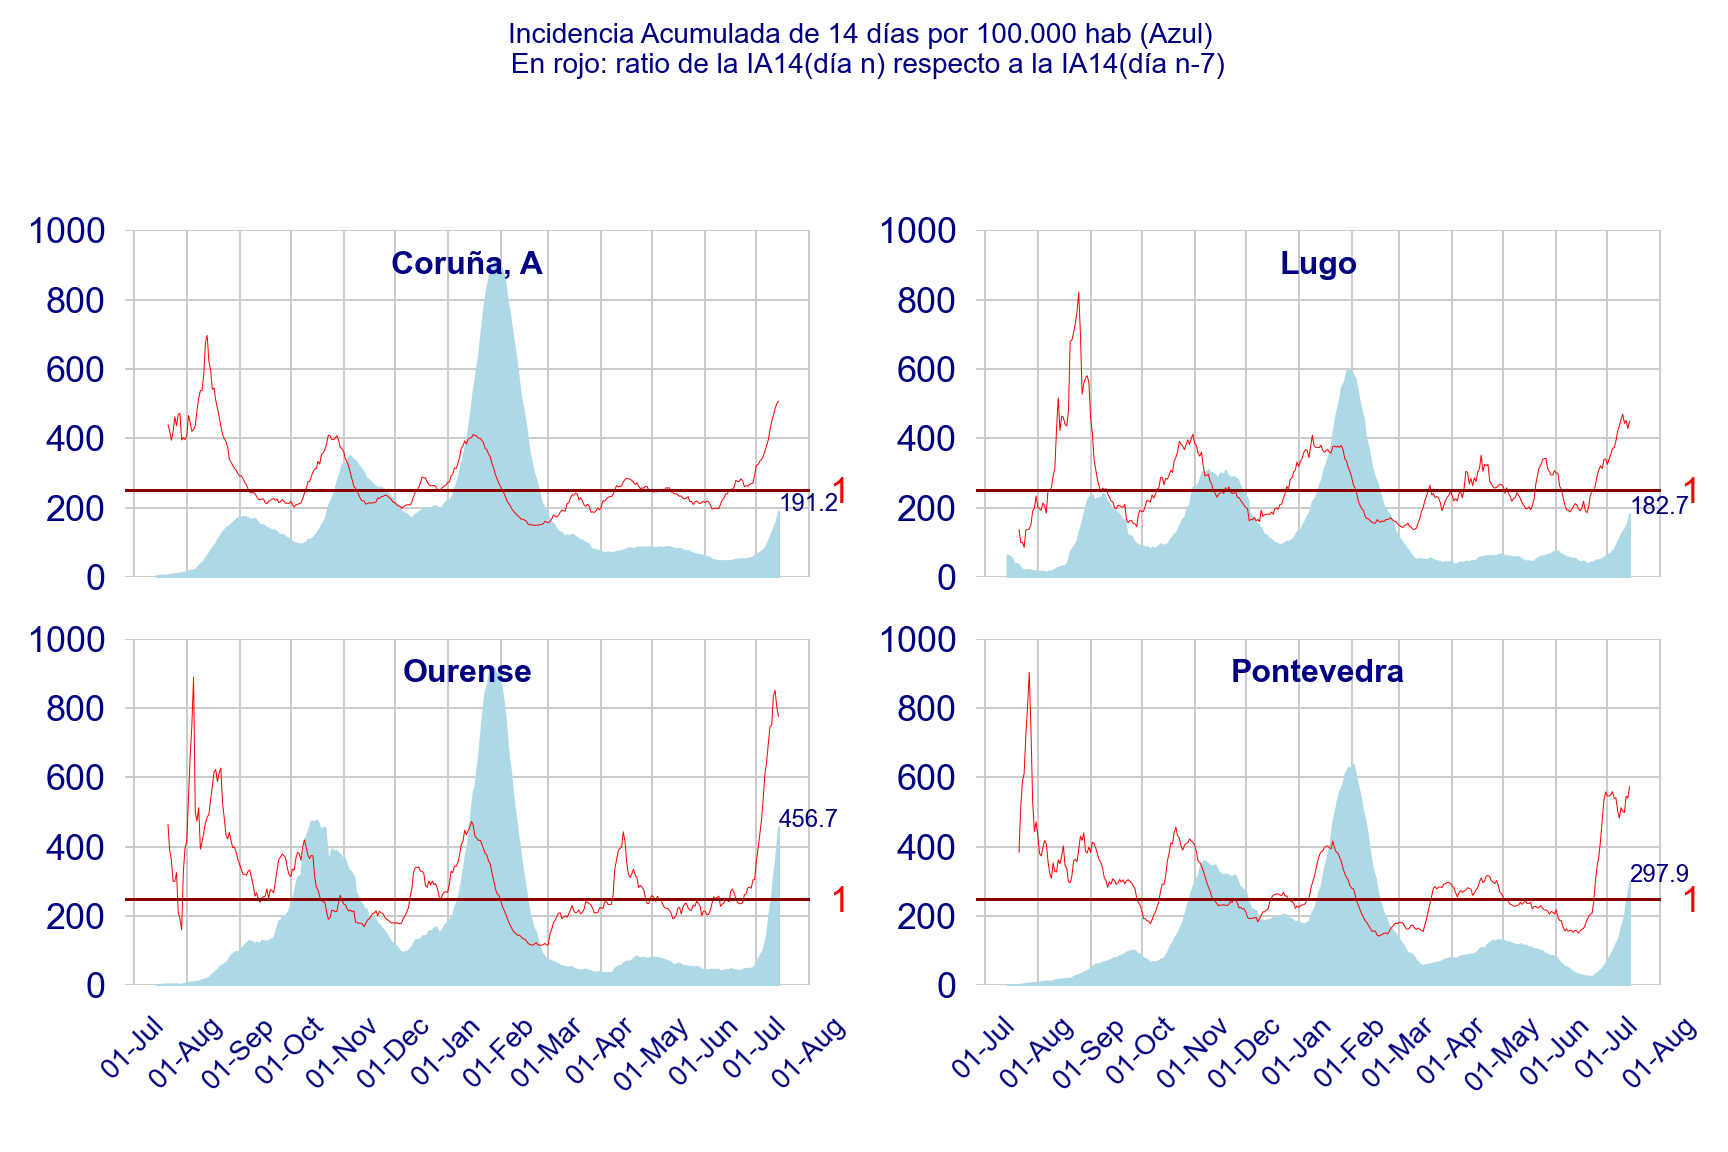 Incidencia Acumulada de 14 días por 100.000 hab (Azul)
En rojo: ratio de la IA14(día n) respecto a la IA14(día n-7)
Coruña, A
1000
800
600
400
200
0
1
191.2
Lugo
1000
800
600
400
200
0
1
182.7
Ourense
1000
800
600
400
200
0
456.7
1
01-Jul
01-Aug
01-Sep
01-Oct
01-Nov
01-Dec
01-Jan
01-Feb
01-Mar
01-Apr
01-May
01-Jun
01-Jul
01-Aug
Pontevedra
1000
800
600
400
200
0
297.9
1
01-Jul
01-Aug
01-Sep
01-Oct
01-Nov
01-Dec
01-Jan
01-Feb
01-Mar
01-Apr
01-May
01-Jun
01-Jul
01-Aug